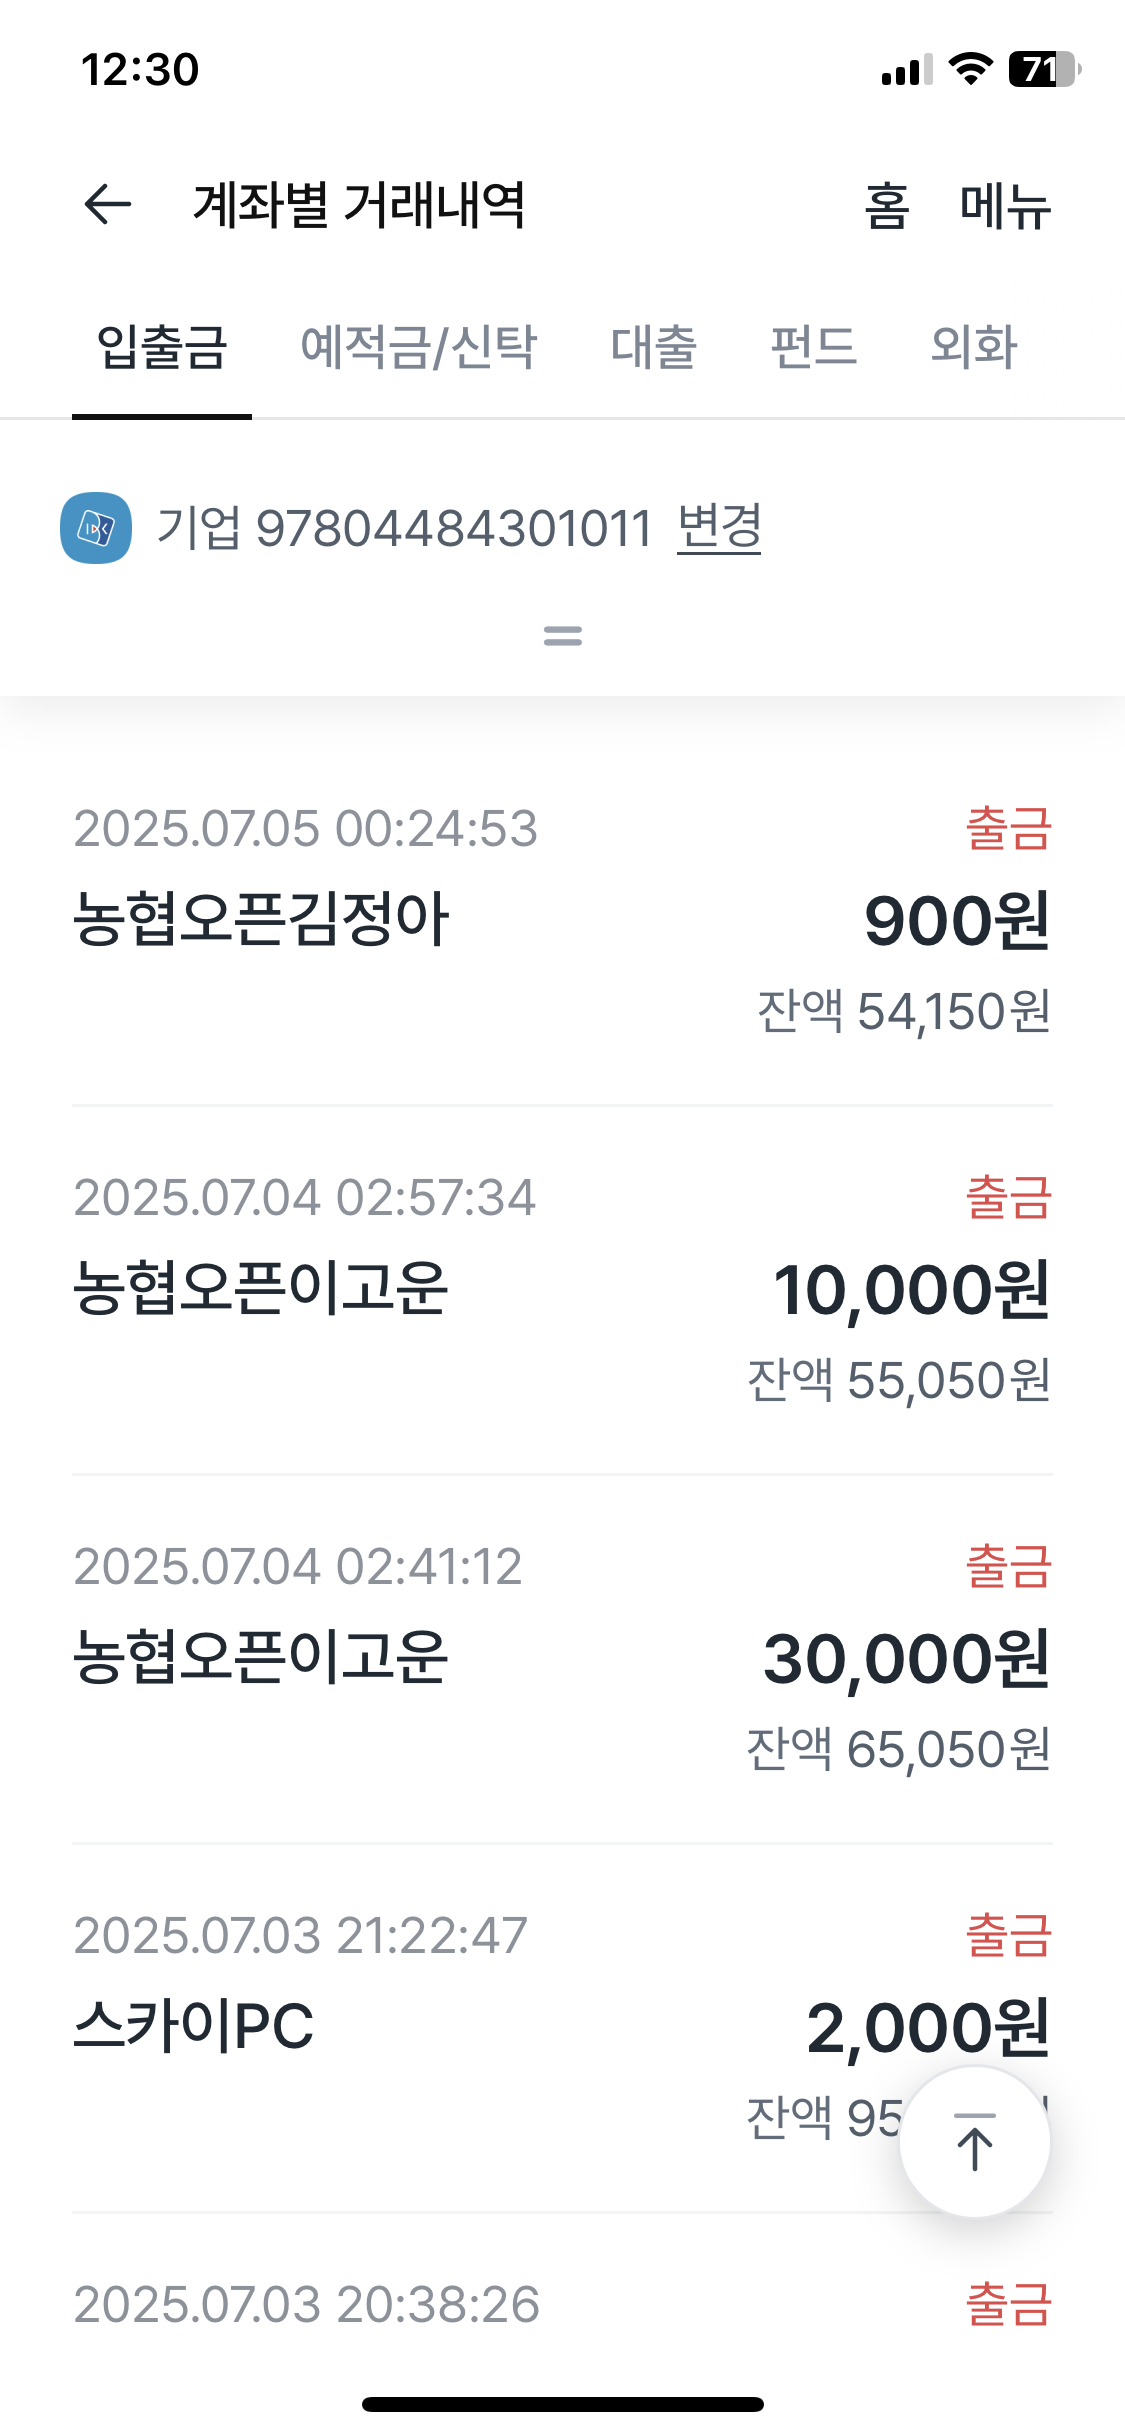 12:30
71
계좌별 거래내역 홈 메뉴
입출금 예적금/신탁 대출 펀드 외화
기업 97804484301011 변경
2025.07.05 00:24:53 출금
농협오픈김정아 900원
잔액 54,150원
2025.07.04 02:57:34 출금
농협오픈이고운 10,000원
잔액 55,050원
2025.07.04 02:41:12 출금
농협오픈이고운 30,000원
잔액 65,050원
2025.07.03 21:22:47 출금
스카이PC 2,000원
잔액
2025.07.03 20:38:26 출금